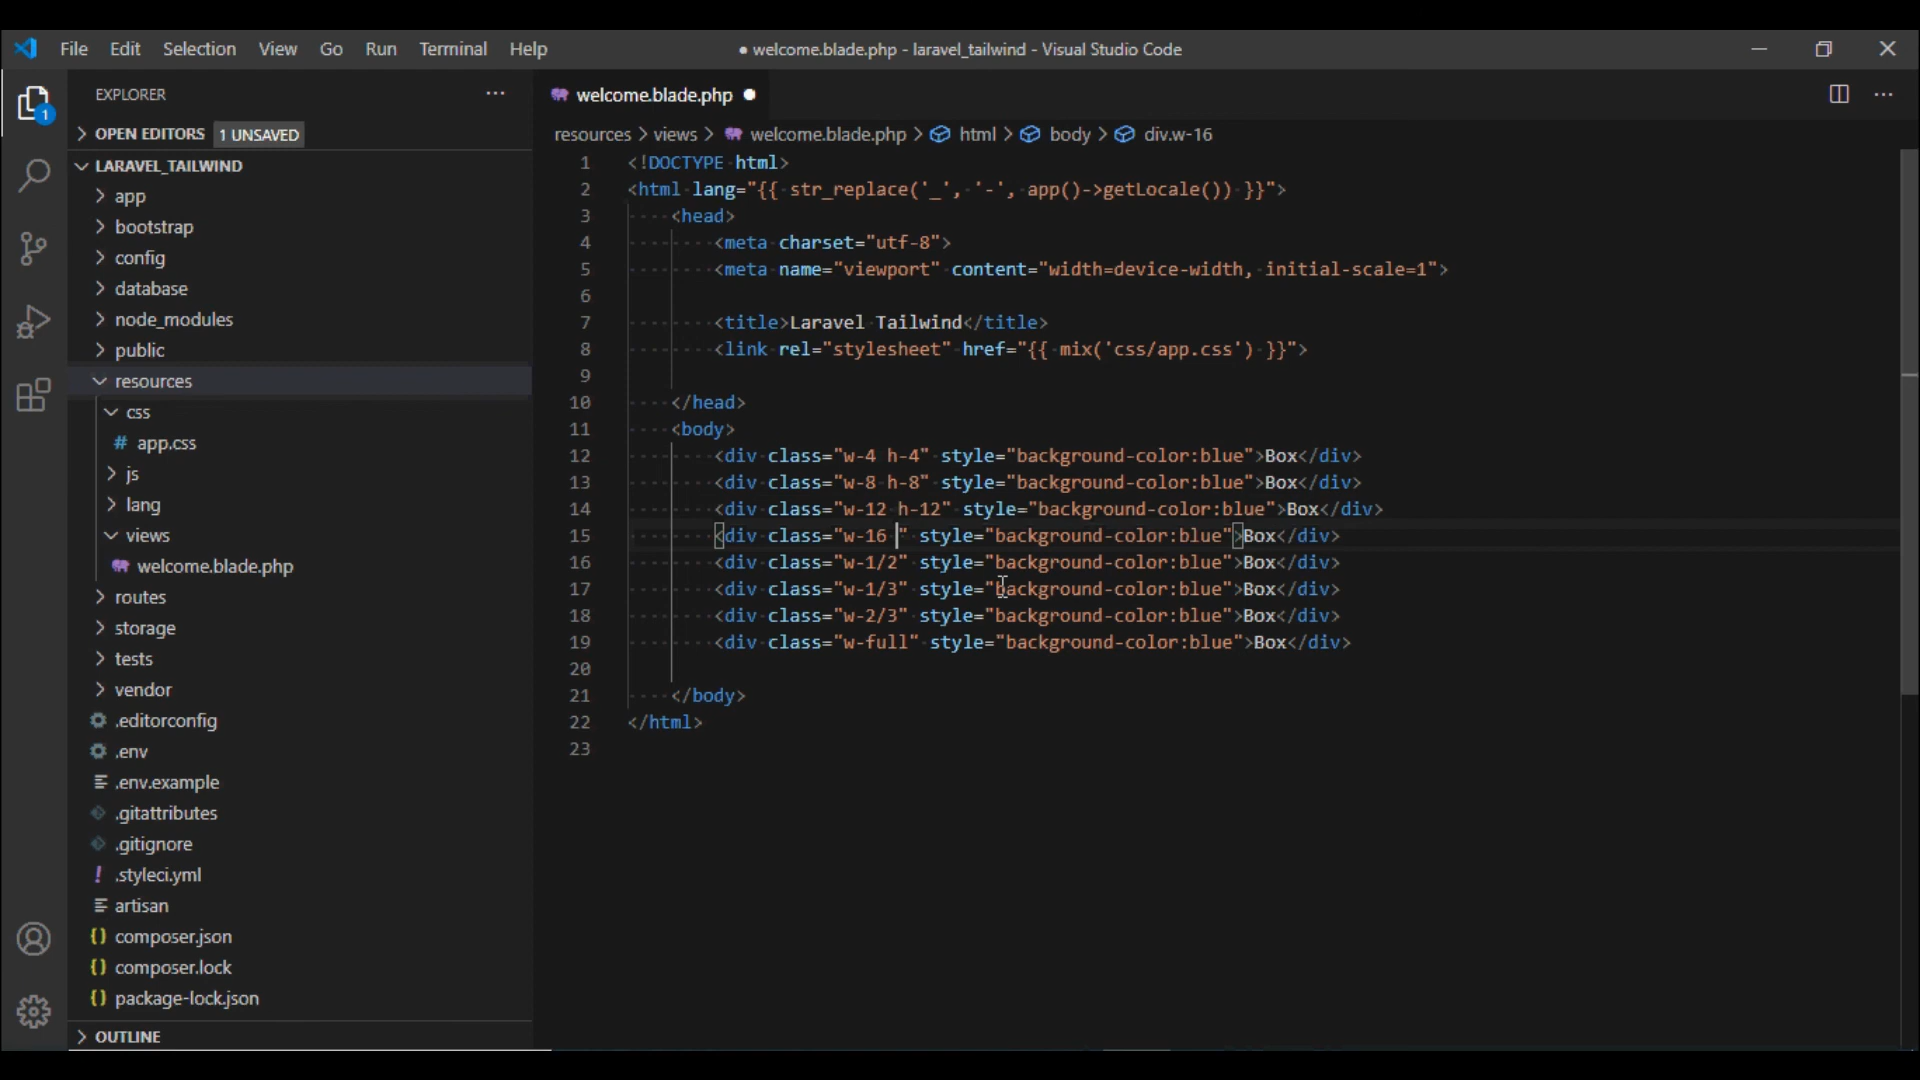 File Edit Selection View Go Run Terminal Help
● welcome.blade.php - laravel_tailwind - Visual Studio Code
EXPLORER
1
OPEN EDITORS 1 UNSAVED
LARAVEL_TAILWIND
app
bootstrap
config
database
node_modules
public
resources
css
# app.css
js
lang
views
welcome.blade.php
routes
storage
tests
vendor
.editorconfig
.env
.env.example
.gitattributes
.gitignore
! .styleci.yml
artisan
{} composer.json
{} composer.lock
{} package-lock.json
OUTLINE
welcome.blade.php ●
resources > views > welcome.blade.php > html > body > div.w-16
1 <!DOCTYPE html>
2 <html lang="{{ str_replace('_', '-', app()->getLocale()) }}">
3 <head>
4 <meta charset="utf-8">
5 <meta name="viewport" content="width=device-width, initial-scale=1">
6
7 <title>Laravel Tailwind</title>
8 <link rel="stylesheet" href="{{ mix('css/app.css') }}">
9
10 </head>
11 <body>
12 <div class="w-4 h-4" style="background-color:blue">Box</div>
13 <div class="w-8 h-8" style="background-color:blue">Box</div>
14 <div class="w-12 h-12" style="background-color:blue">Box</div>
15 <div class="w-16 " style="background-color:blue">Box</div>
16 <div class="w-1/2" style="background-color:blue">Box</div>
17 <div class="w-1/3" style="background-color:blue">Box</div>
18 <div class="w-2/3" style="background-color:blue">Box</div>
19 <div class="w-full" style="background-color:blue">Box</div>
20
21 </body>
22 </html>
23